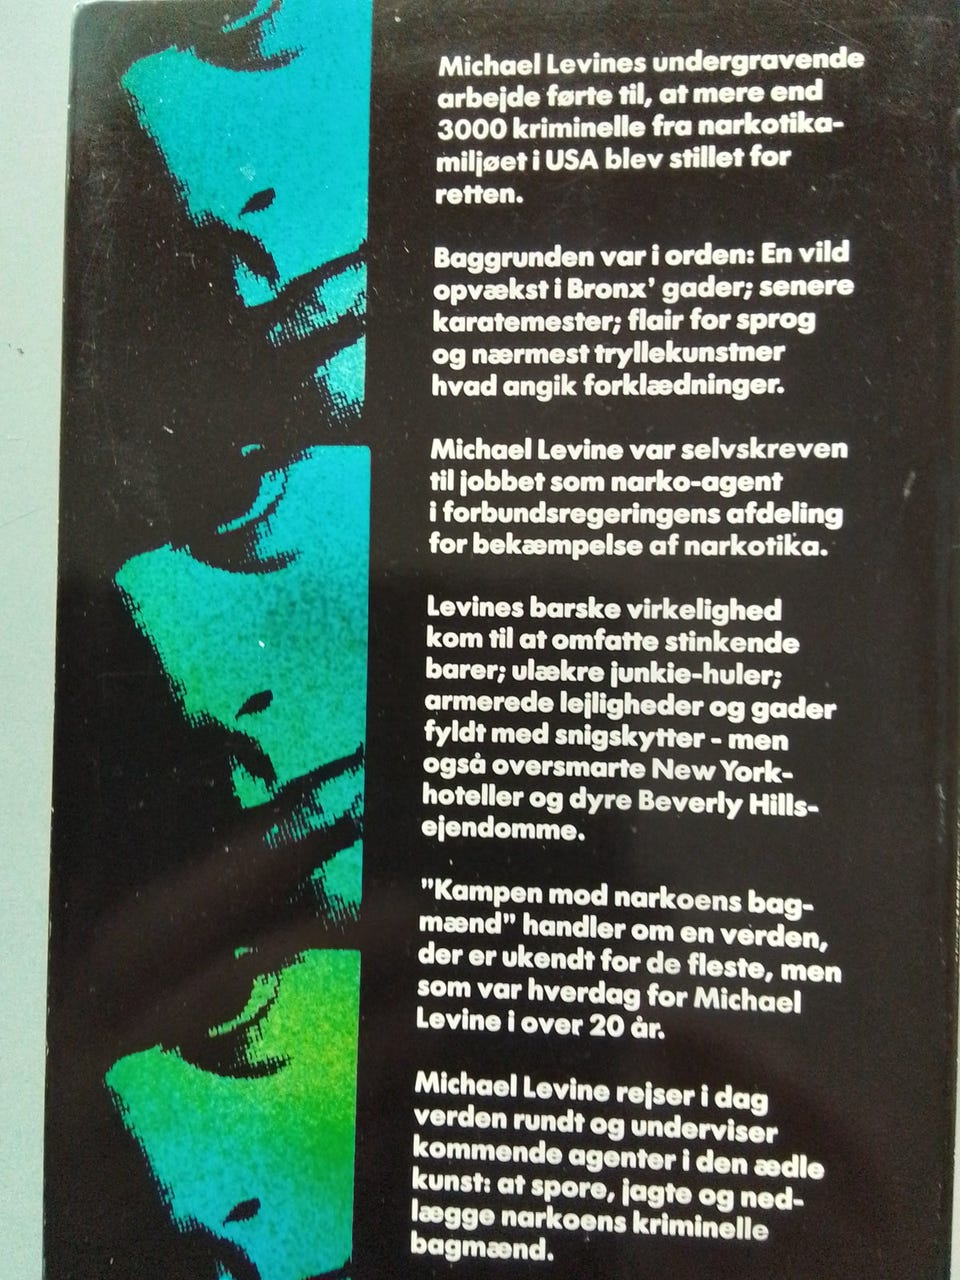 Michael Levines undergravende
arbejde førte til, at mere end
3000 kriminelle fra narkotika-
miljøet i USA blev stillet for
retten.
Baggrunden var i orden: En vild
opvækst i Bronx' gader; senere
karatemester; flair for sprog
og nærmest tryllekunstner
hvad angik forklædninger.
Michael Levine var selvskreven
til jobbet som narko-agent
i forbundsregeringens afdeling
for bekæmpelse af narkotika.
Levines barske virkelighed
kom til at omfatte stinkende
barer; ulækre junkie-huler;
armerede lejligheder og gader
fyldt med snigskytter - men
også oversmarte New York-
hoteller og dyre Beverly Hills-
ejendomme.
"Kampen mod narkoens bag-
mænd" handler om en verden,
der er ukendt for de fleste, men
som var hverdag for Michael
Levine i over 20 år.
Michael Levine rejser i dag
verden rundt og underviser
kommende agenter i den ædle
kunst: at spore, jagte og ned-
lægge narkoens kriminelle
bagmænd.